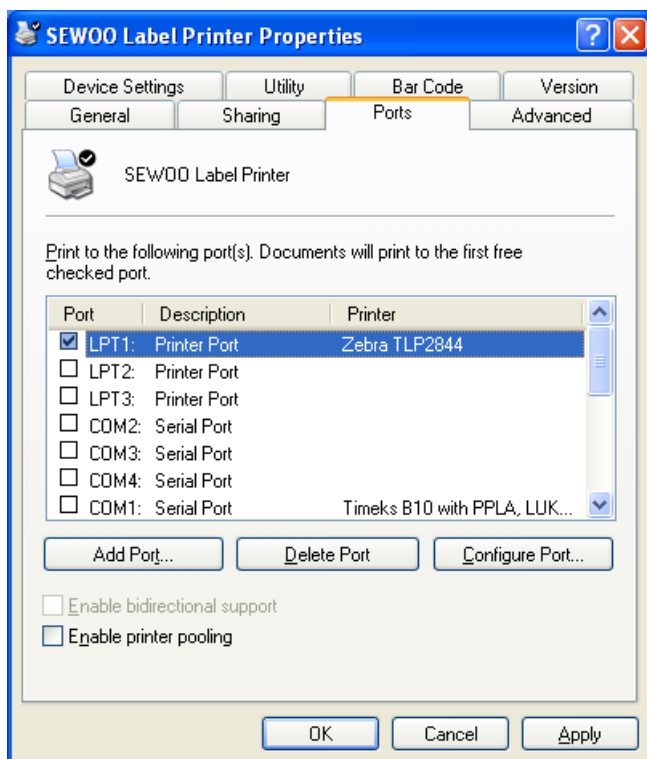 SEWOO Label Printer Properties
Device Settings Utility Bar Code Version
General Sharing Ports Advanced
SEWOO Label Printer
Print to the following port(s). Documents will print to the first free
checked port.
Port Description Printer
LPT1: Printer Port Zebra TLP2844
LPT2: Printer Port
LPT3: Printer Port
COM2: Serial Port
COM3: Serial Port
COM4: Serial Port
COM1: Serial Port Timeks B10 with PPLA, LUK...
Add Port... Delete Port Configure Port...
Enable bidirectional support
Enable printer pooling
OK Cancel Apply